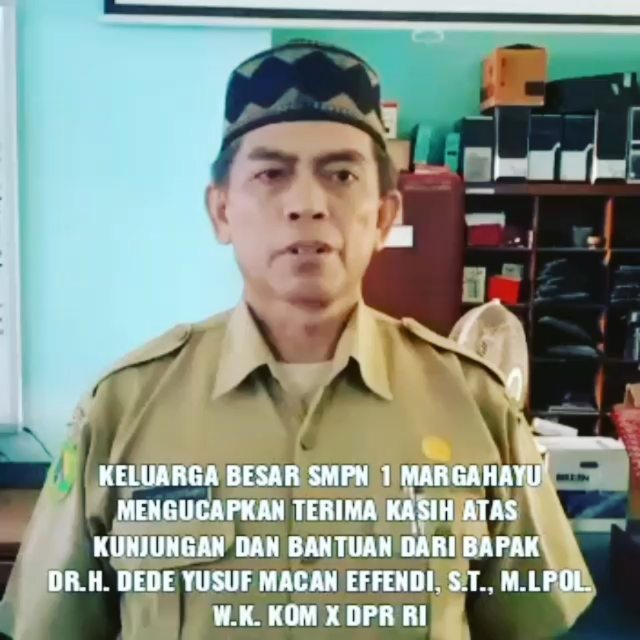 KELUARGA BESAR SMPN 1 MARGAHAYU
MENGUCAPKAN TERIMA KASIH ATAS
KUNJUNGAN DAN BANTUAN DARI BAPAK
DR.H. DEDE YUSUF MACAN EFFENDI, S.T., M.I.POL.
W.K. KOM X DPR RI